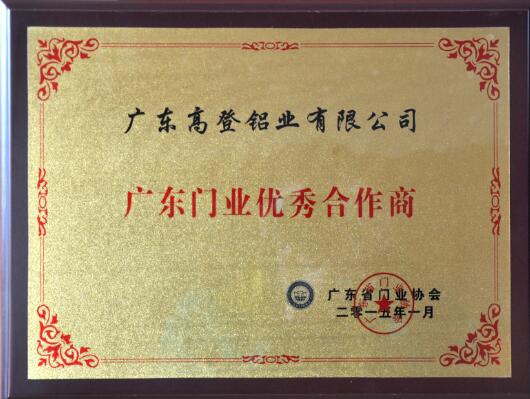 广东高登铝业有限公司
广东门业优秀合作商
广东省门业协会
二零一五年一月